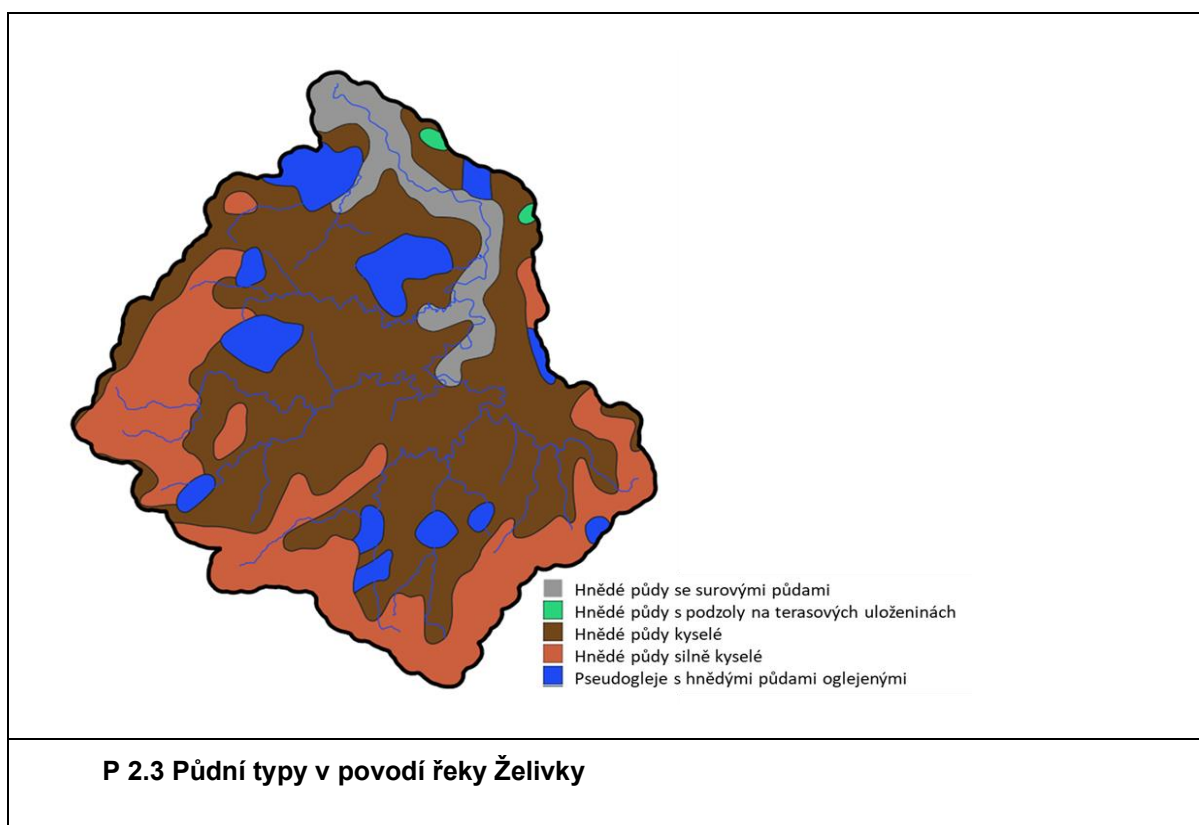 Hnědé půdy se surovými půdami
Hnědé půdy s podzoly na terasových uloženinách
Hnědé půdy kyselé
Hnědé půdy silně kyselé
Pseudogleje s hnědými půdami oglejenými
P 2.3 Půdní typy v povodí řeky Želivky